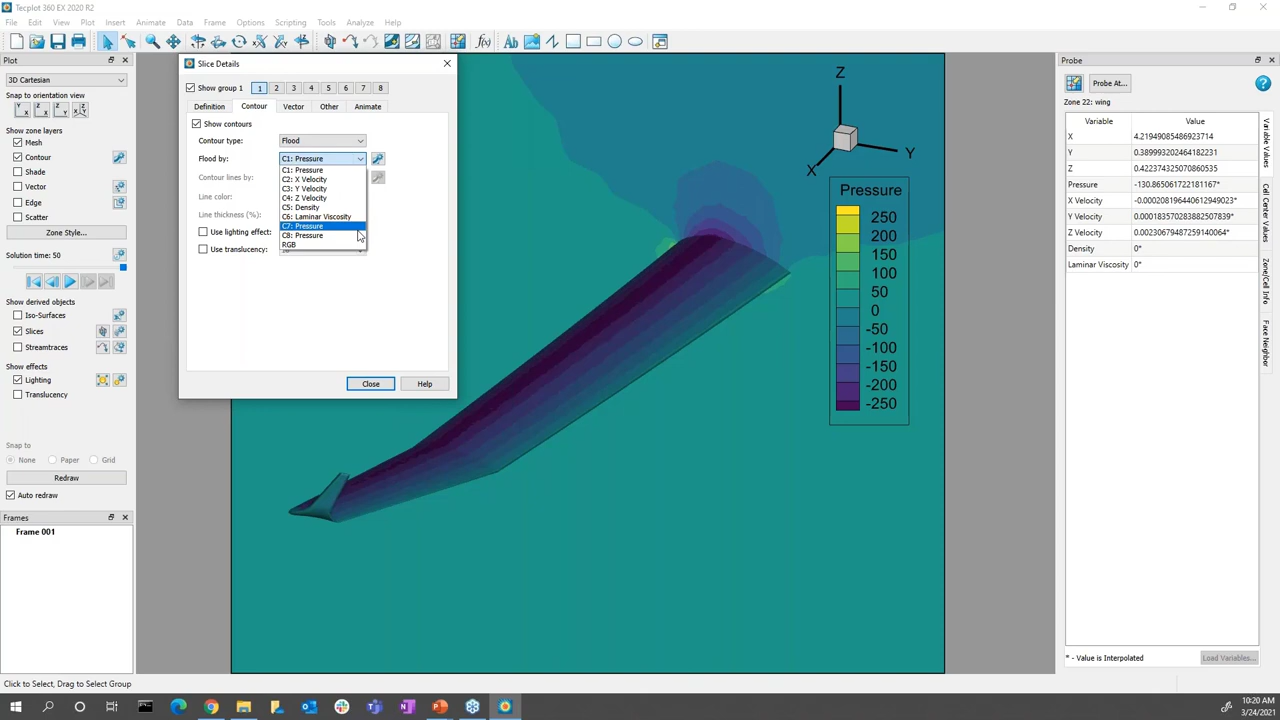 Tecplot 360 EX 2020 R2
File Edit View Plot Insert Animate Data Frame Options Scripting Tools Analyze Help
Plot
3D Cartesian
Snap to orientation view
Show zone layers
Mesh
Contour
Shade
Vector
Edge
Scatter
Zone Style...
Solution time: 50
Show derived objects
Iso-Surfaces
Slices
Streamtraces
Show effects
Lighting
Translucency
Snap to
None Paper Grid
Redraw
Auto redraw
Frames
Frame 001
Slice Details
Show group 1 1 2 3 4 5 6 7 8
Definition Contour Vector Other Animate
Show contours
Contour type: Flood
Flood by: C1: Pressure
C1: Pressure
C2: X Velocity
C3: Y Velocity
C4: Z Velocity
C5: Density
C6: Laminar Viscosity
C7: Pressure
C8: Pressure
RGB
Contour lines by:
Line color:
Line thickness (%):
Use lighting effect:
Use translucency:
Close Help
Z
Y
X
Pressure
250
200
150
100
50
0
-50
-100
-150
-200
-250
Probe
Probe At...
Zone 22: wing
Variable Value
X 4.21949085486923714
Y 0.389993202464182231
Z 0.422374507086053​5
Pressure -130.865061722181167*
X Velocity -0.000208196440612949023*
Y Velocity 0.000183570283882507839*
Z Velocity 0.00230679487259140064*
Density 0*
Laminar Viscosity 0*
Variable Values
Cell Center Values
Zone/Cell Info
Face Neighbor
* - Value is Interpolated Load Variables...
Click to Select, Drag to Select Group
10:20 AM
3/24/2021